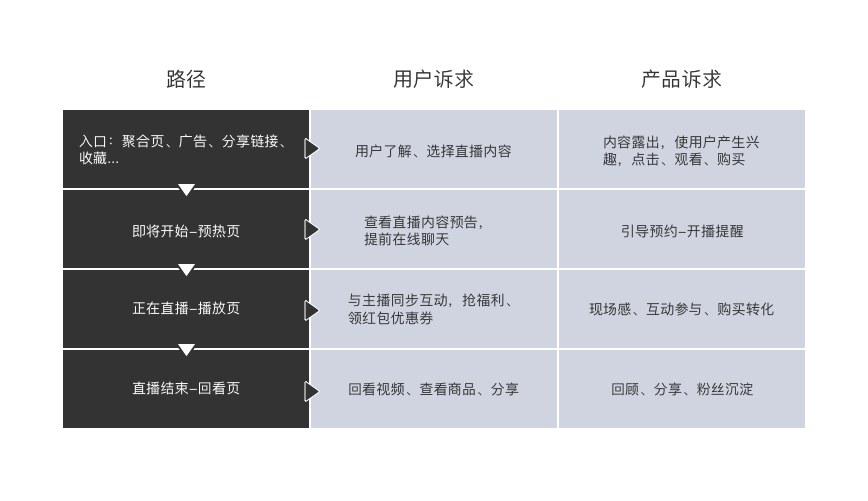 路径
用户诉求
产品诉求
入口：聚合页、广告、分享链接、
收藏...
用户了解、选择直播内容
内容露出，使用户产生兴
趣，点击、观看、购买
即将开始–预热页
查看直播内容预告，
提前在线聊天
引导预约–开播提醒
正在直播–播放页
与主播同步互动，抢福利、
领红包优惠券
现场感、互动参与、购买转化
直播结束–回看页
回看视频、查看商品、分享
回顾、分享、粉丝沉淀